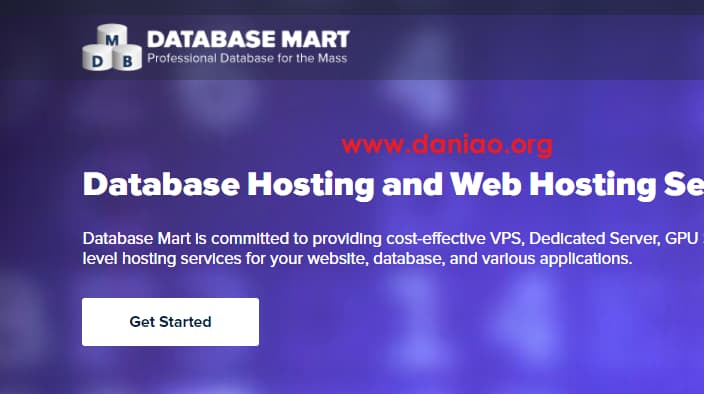 M
D B
DATABASE MART
Professional Database for the Mass
www.daniao.org
Database Hosting and Web Hosting Se
Database Mart is committed to providing cost-effective VPS, Dedicated Server, GPU
level hosting services for your website, database, and various applications.
Get Started